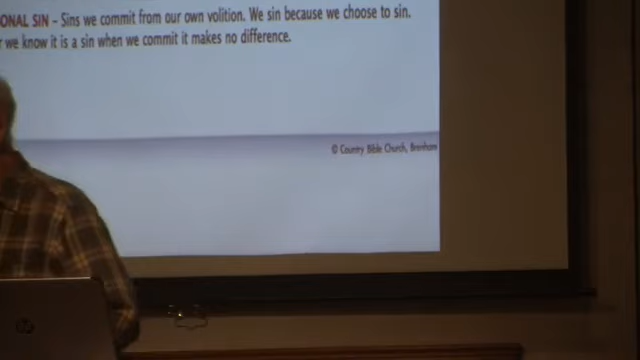 ONAL SIN – Sins we commit from our own volition. We sin because we choose to sin.
r we know it is a sin when we commit it makes no difference.
© Country Bible Church, Brenham
hp